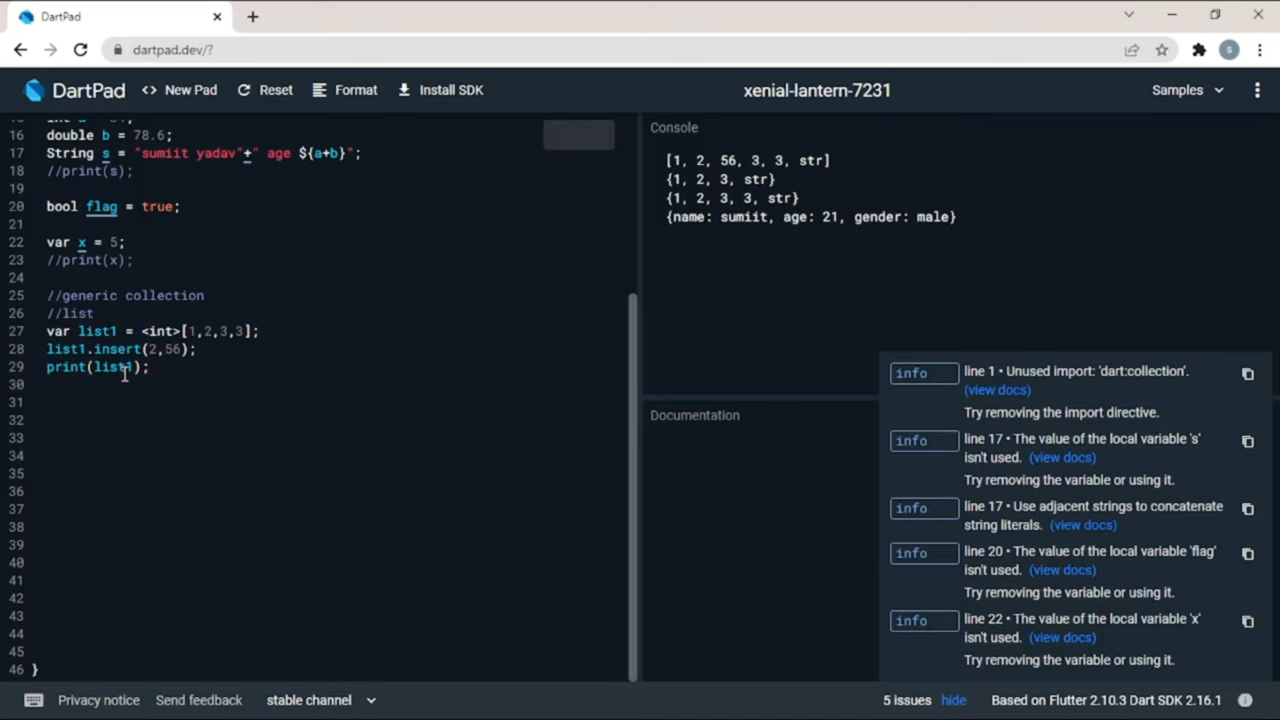 DartPad
dartpad.dev/?
S
DartPad
<> New Pad
Reset
Format
Install SDK
xenial-lantern-7231
Samples
16 double b = 78.6;
17 String s = "sumiit yadav"+" age ${a+b}";
18 //print(s);
19
20 bool flag = true;
21
22 var x = 5;
23 //print(x);
24
25 //generic collection
26 //list
27 var list1 = <int>[1,2,3,3];
28 list1.insert(2,56);
29 print(list1);
30
31
32
33
34
35
36
37
38
39
40
41
42
43
44
45
46 }
Console
[1, 2, 56, 3, 3, str]
{1, 2, 3, str}
{1, 2, 3, 3, str}
{name: sumiit, age: 21, gender: male}
Documentation
info line 1 • Unused import: 'dart:collection'.
(view docs)
Try removing the import directive.
info line 17 • The value of the local variable 's'
isn't used. (view docs)
Try removing the variable or using it.
info line 17 • Use adjacent strings to concatenate
string literals. (view docs)
info line 20 • The value of the local variable 'flag'
isn't used. (view docs)
Try removing the variable or using it.
info line 22 • The value of the local variable 'x'
isn't used. (view docs)
Try removing the variable or using it.
Privacy notice
Send feedback
stable channel
5 issues hide
Based on Flutter 2.10.3 Dart SDK 2.16.1